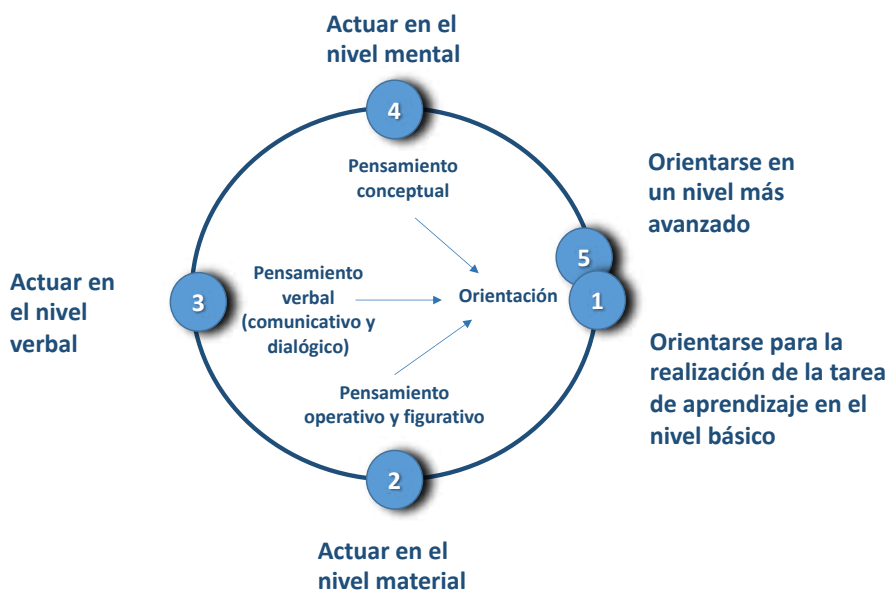 Actuar en el
nivel mental
4
Pensamiento
conceptual
Orientarse en
un nivel más
avanzado
5
Actuar en
el nivel
verbal
3
Pensamiento
verbal
(comunicativo y
dialógico)
Orientación
1
Orientarse para la
realización de la tarea
de aprendizaje en el
nivel básico
Pensamiento
operativo y figurativo
2
Actuar en el
nivel material